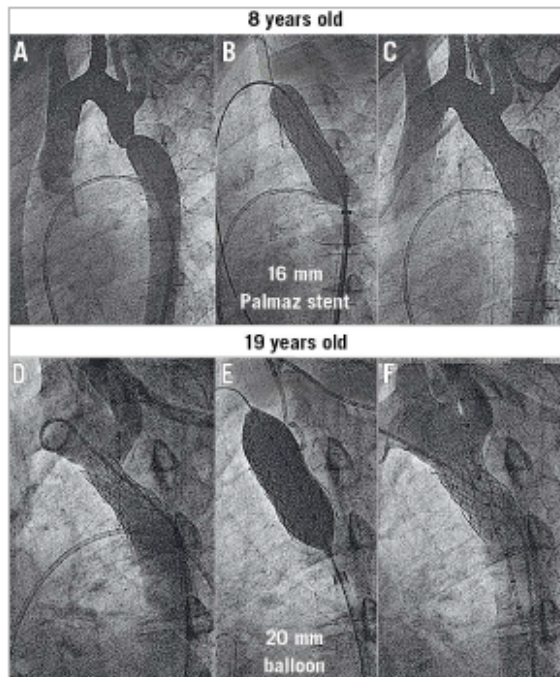 8 years old
A
B
C
16 mm
Palmaz stent
19 years old
D
E
F
20 mm
balloon